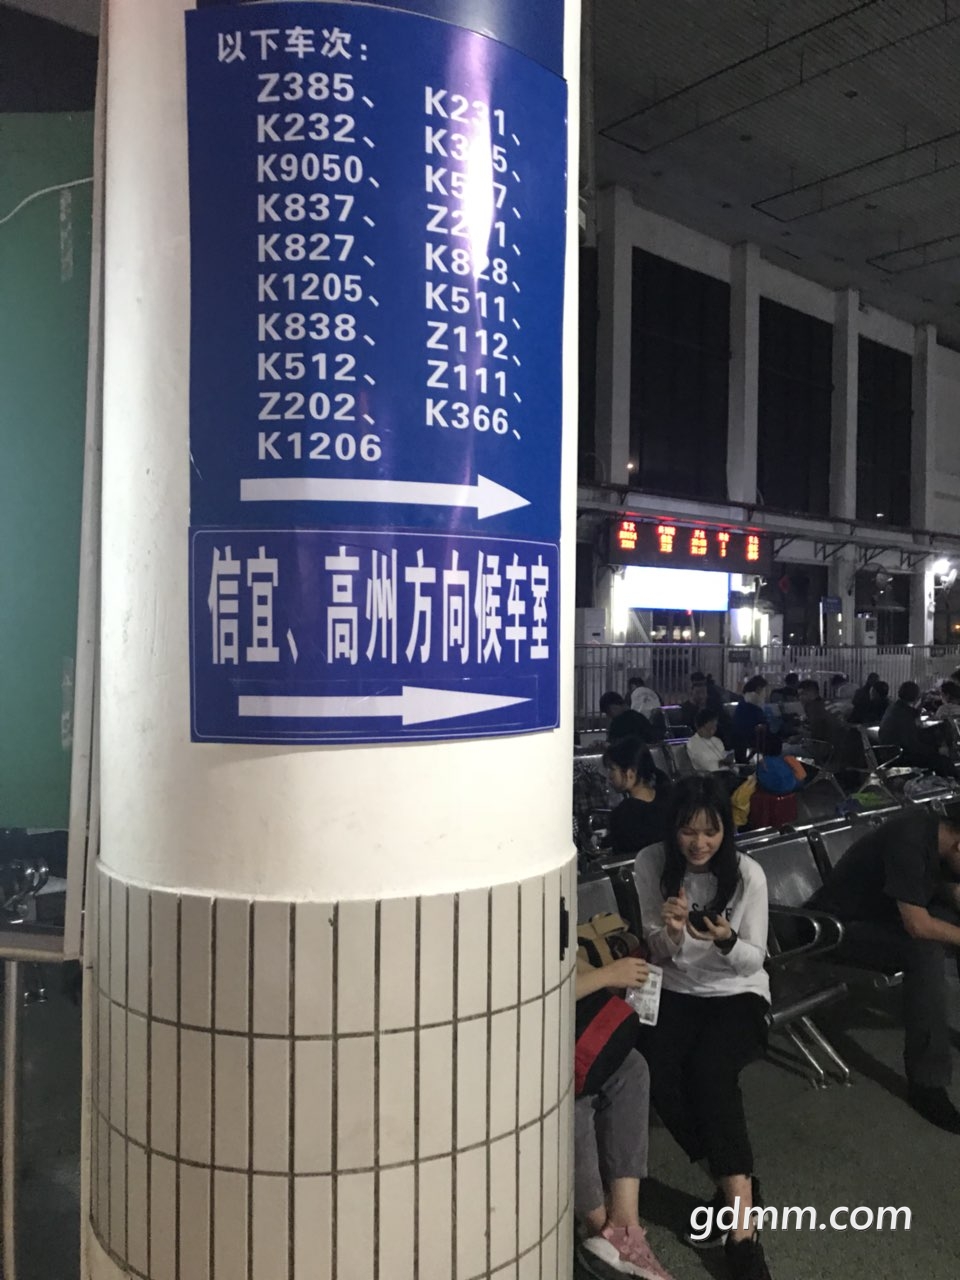 以下车次：
Z385、
K232、
K9050、
K837、
K827、
K1205、
K838、
K512、
Z202、
K1206
K231、
K828、
K511、
Z112、
Z111、
K366、
信宜、高州方向候车室
gdmm.com